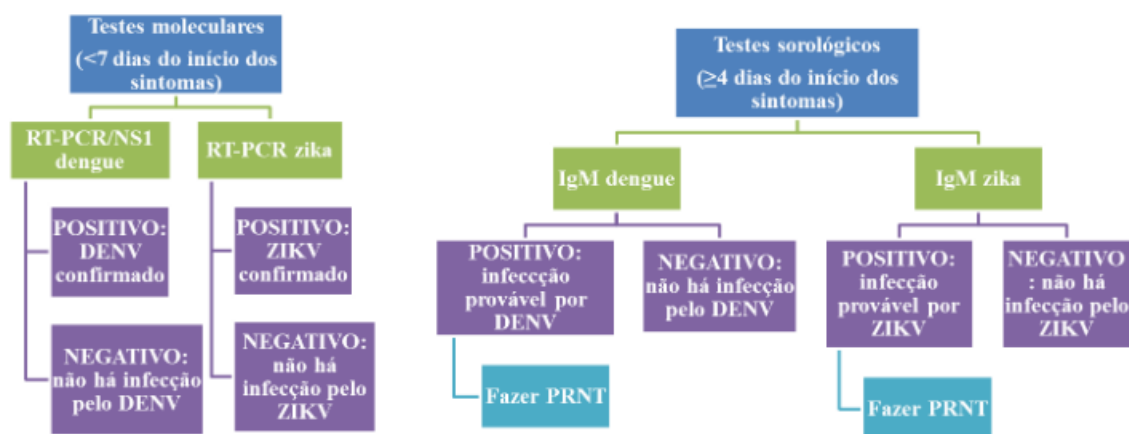 Testes moleculares
(<7 dias do início dos
sintomas)
RT-PCR/NS1
dengue
RT-PCR zika
POSITIVO:
DENV
confirmado
POSITIVO:
ZIKV
confirmado
NEGATIVO:
não há infecção
pelo DENV
NEGATIVO:
não há
infecção pelo
ZIKV
Testes sorológicos
(≥4 dias do início dos
sintomas)
IgM dengue
IgM zika
POSITIVO:
infeccção
provável por
DENV
NEGATIVO:
não há infecção
pelo DENV
POSITIVO:
infecção
provável por
ZIKV
NEGATIVO
: não há
infecção pelo
ZIKV
Fazer PRNT
Fazer PRNT